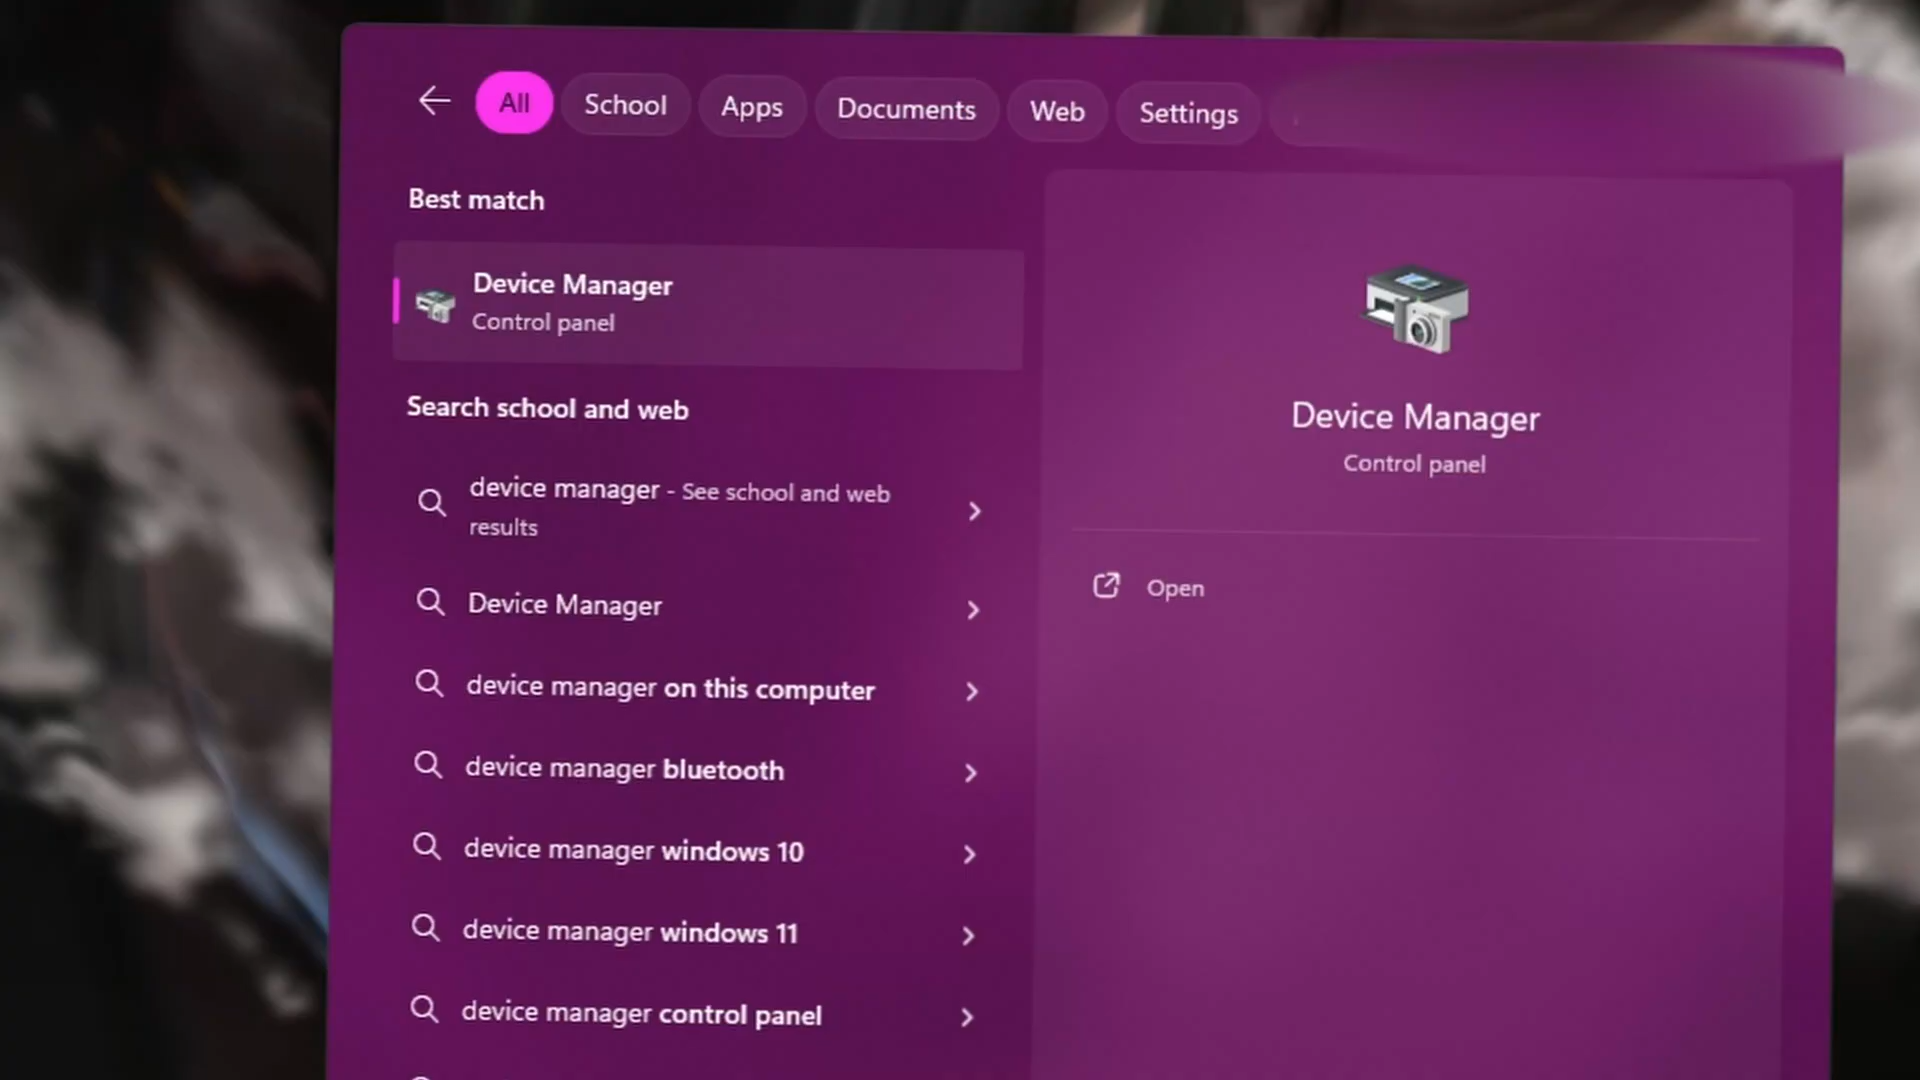 All School Apps Documents Web Settings
Best match
Device Manager
Control panel
Search school and web
device manager - See school and web
results
Device Manager
device manager on this computer
device manager bluetooth
device manager windows 10
device manager windows 11
device manager control panel
Device Manager
Control panel
Open